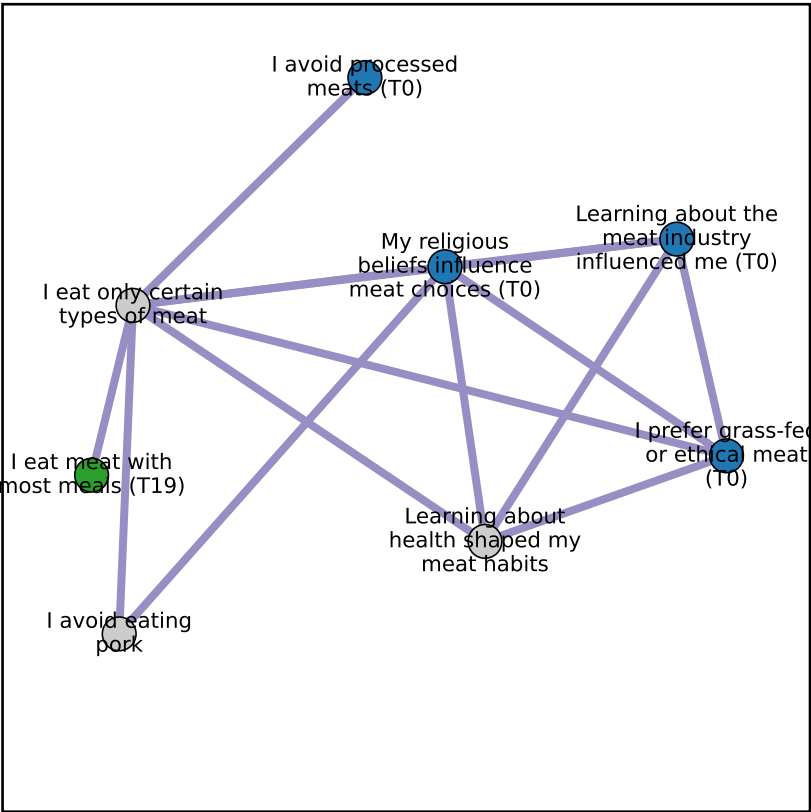 I avoid processed
meats (T0)
Learning about the
meat industry
influenced me (T0)
My religious
beliefs influence
meat choices (T0)
I eat only certain
types of meat
I prefer grass-fed
or ethical meat
(T0)
I eat meat with
most meals (T19)
Learning about
health shaped my
meat habits
I avoid eating
pork